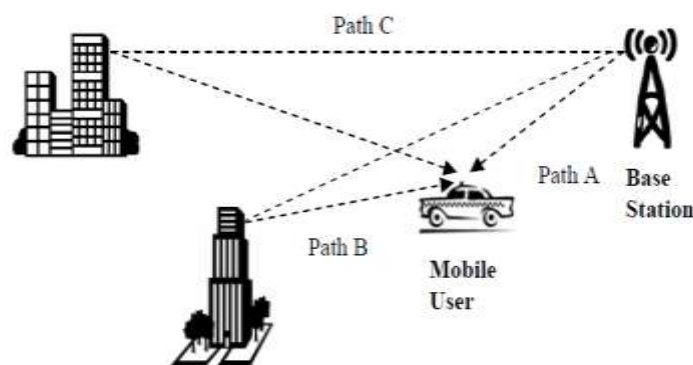 Path C
Path A
Base
Station
Path B
Mobile
User